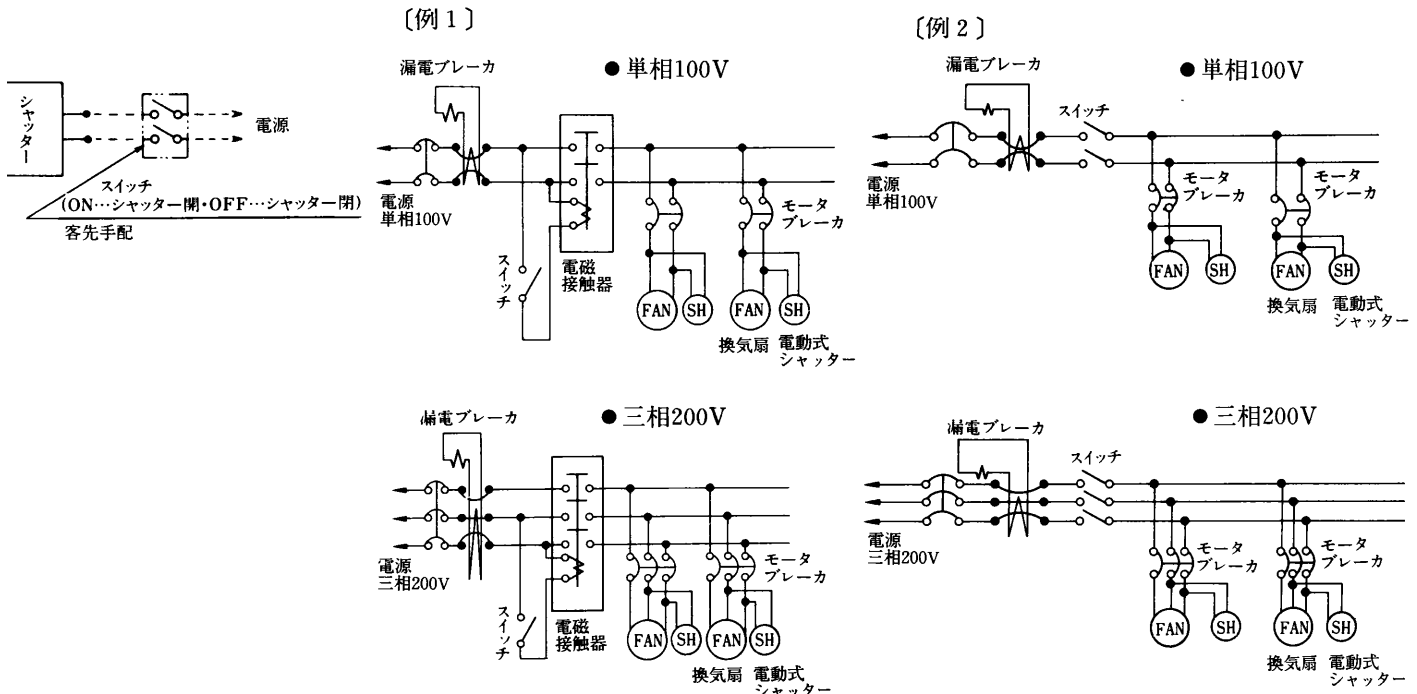 シャッター
電源
スイッチ
(ON…シャッター開・OFF…シャッター閉)
客先手配
〔例1〕
漏電ブレーカ
●単相100V
電源
単相100V
スイッチ
電磁
接触器
モータ
ブレーカ
FAN
SH
FAN
SH
換気扇
電動式
シャッター
漏電ブレーカ
●三相200V
電源
三相200V
スイッチ
電磁
接触器
モータ
ブレーカ
FAN
SH
FAN
SH
換気扇
電動式
シャッター
〔例2〕
漏電ブレーカ
●単相100V
スイッチ
電源
単相100V
モータ
ブレーカ
モータ
ブレーカ
FAN
SH
FAN
SH
換気扇
電動式
シャッター
漏電ブレーカ
●三相200V
スイッチ
電源
三相200V
モータ
ブレーカ
モータ
ブレーカ
FAN
SH
FAN
SH
換気扇
電動式
シャッター